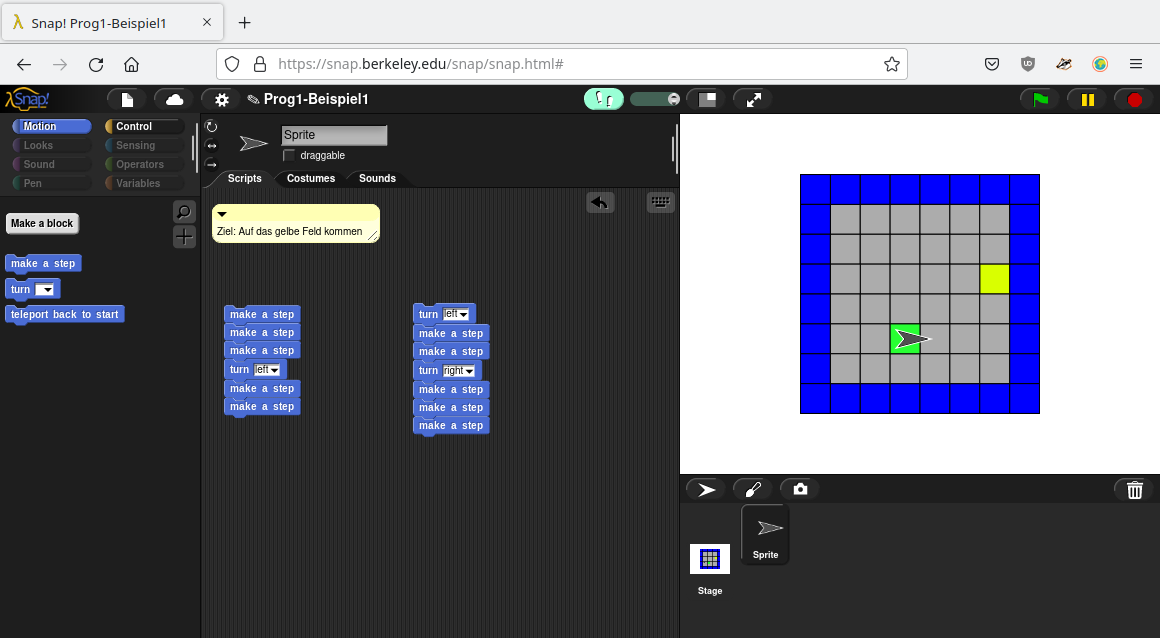 Snap! Prog1-Beispiel1
https://snap.berkeley.edu/snap/snap.html#
Snap!
Prog1-Beispiel1
Motion
Control
Looks
Sensing
Sound
Operators
Pen
Variables
Make a block
make a step
turn
teleport back to start
Sprite
draggable
Scripts
Costumes
Sounds
Ziel: Auf das gelbe Feld kommen
make a step
make a step
make a step
turn left
make a step
make a step
turn left
make a step
make a step
turn right
make a step
make a step
make a step
Stage
Sprite